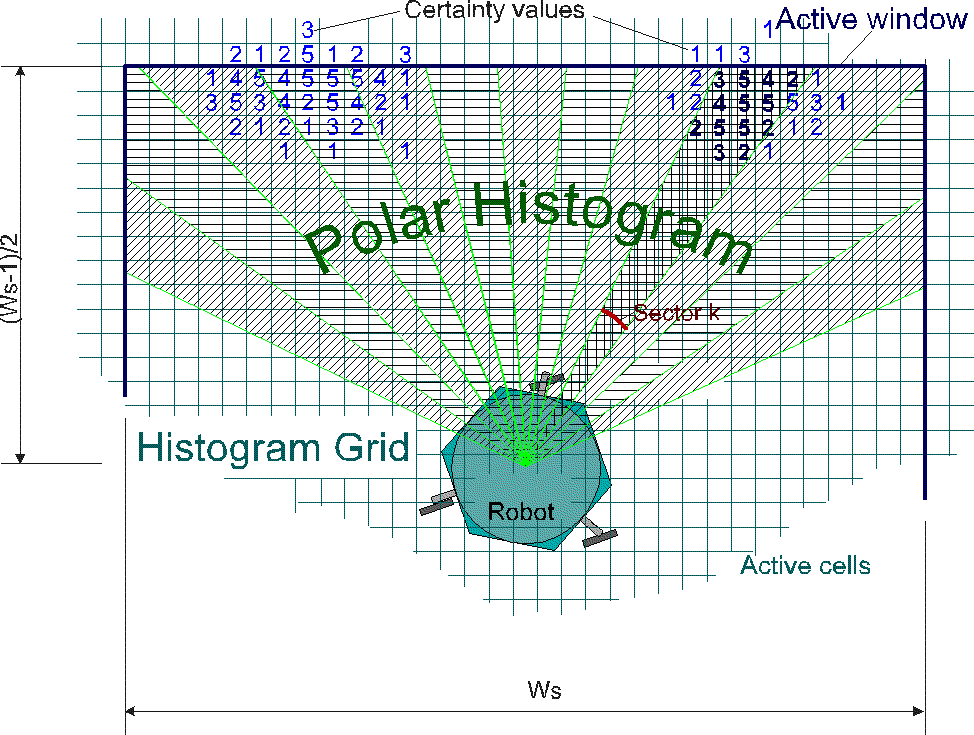 Certainty values
3 1 Active window
2 1 2 5 1 2 3 1 1 3
1 4 5 4 5 5 5 4 1 2 3 5 4 2 1
3 5 3 4 2 5 4 2 1 1 2 4 5 5 5 3 1
2 1 2 1 3 2 1 2 5 5 2 1 2
1 1 1 3 2 1
Polar Histogram
(Ws-1)/2
Sector k
Histogram Grid
Robot
Active cells
Ws